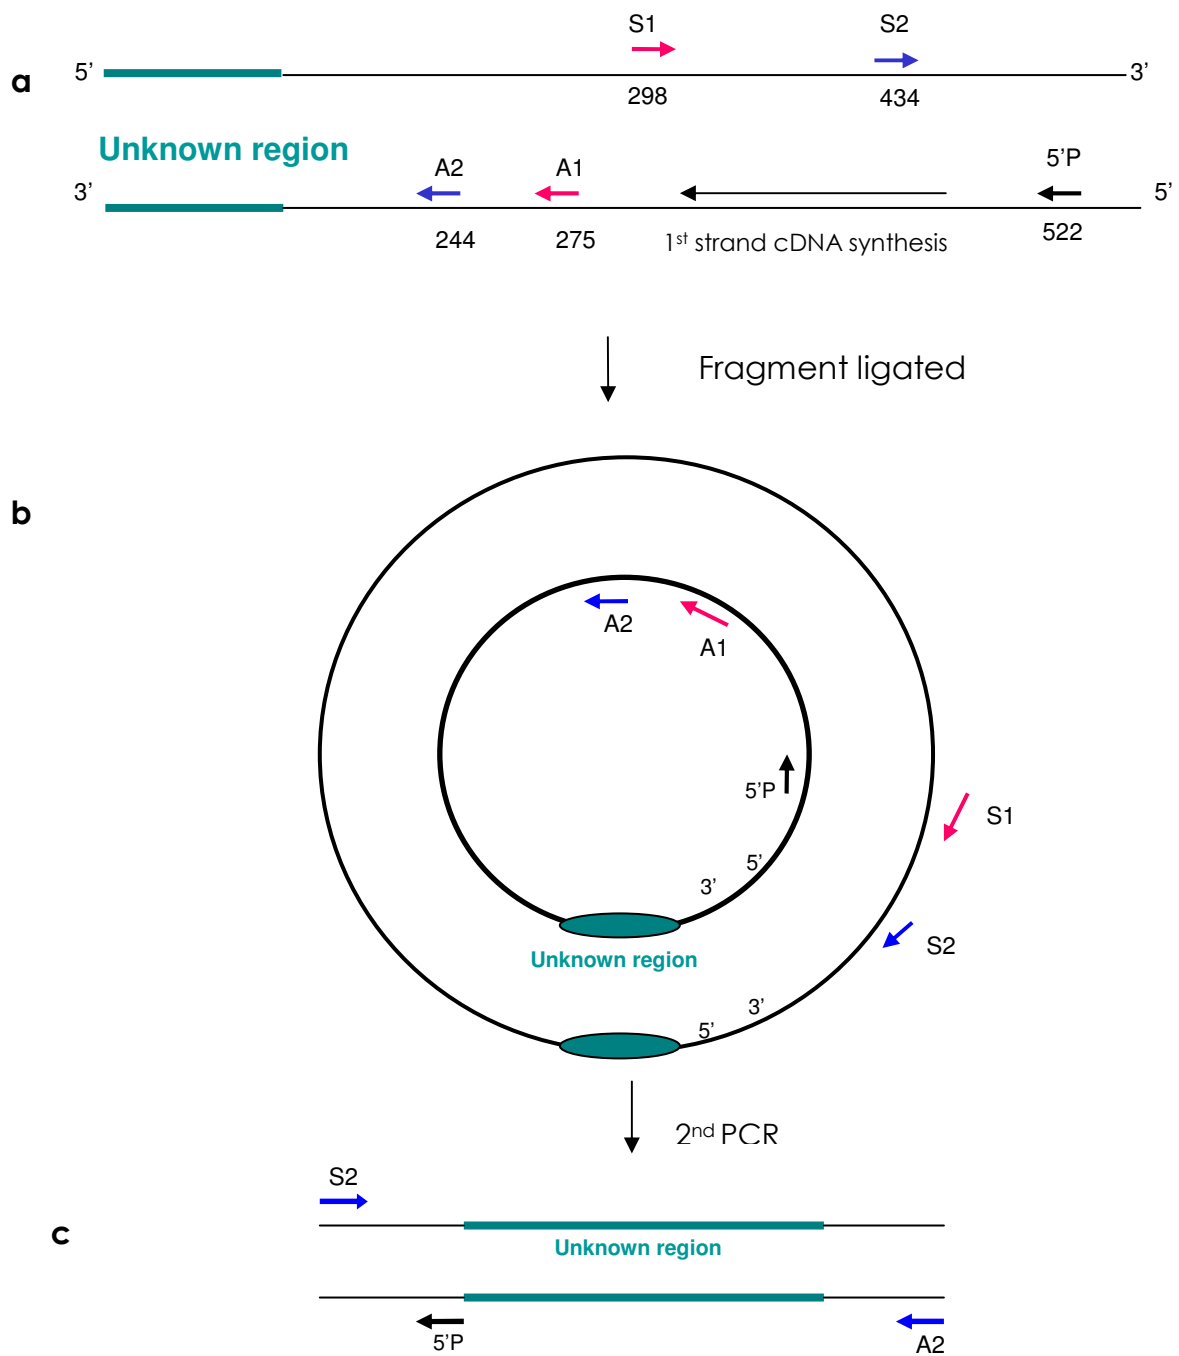 S1 S2
a 5’ 3’
298 434
Unknown region
3’ A2 A1 5’P 5’
244 275 1st strand cDNA synthesis 522
Fragment ligated
b
A2
A1
5’P
S1
5’
3’
S2
Unknown region
3’
5’
2nd PCR
S2
c
Unknown region
5’P A2